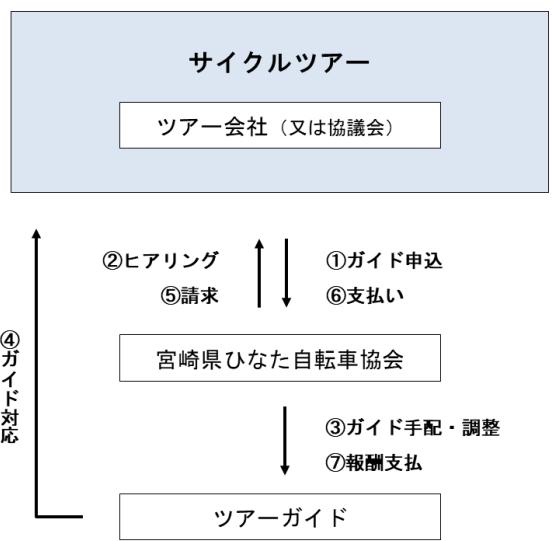 サイクルツアー
ツアー会社（又は協議会）
②ヒアリング
①ガイド申込
⑤請求
⑥支払い
④ガイド対応
宮崎県ひなた自転車協会
③ガイド手配・調整
⑦報酬支払
ツアーガイド